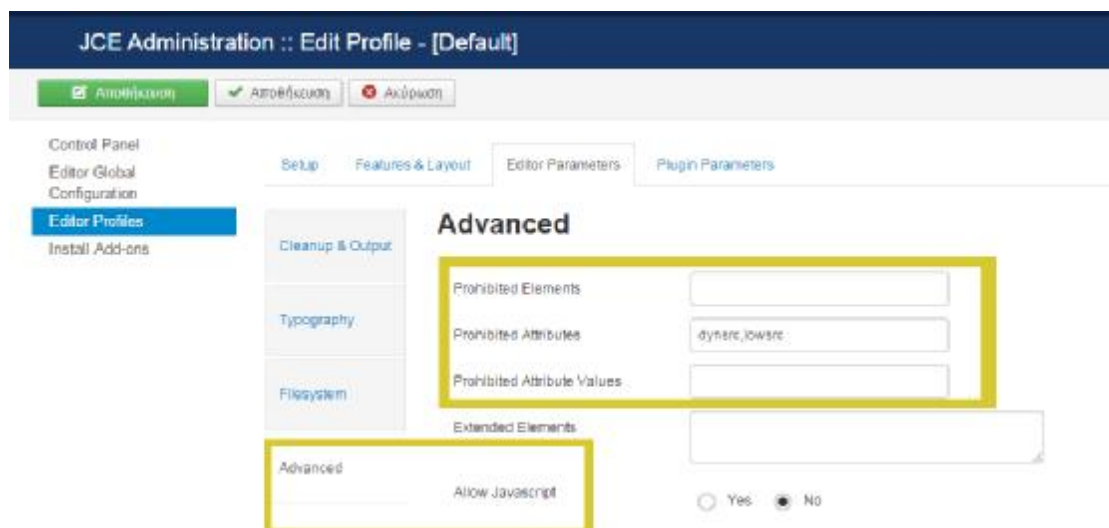 JCE Administration :: Edit Profile - [Default]
Αποθήκευση
Αποθήκευση
Ακύρωση
Control Panel
Editor Global
Configuration
Editor Profiles
Install Add-ons
Setup
Features & Layout
Editor Parameters
Plugin Parameters
Cleanup & Output
Typography
Filesystem
Advanced
Advanced
Prohibited Elements
Prohibited Attributes
dynsrc,lowsrc
Prohibited Attribute Values
Extended Elements
Allow Javascript
Yes
No